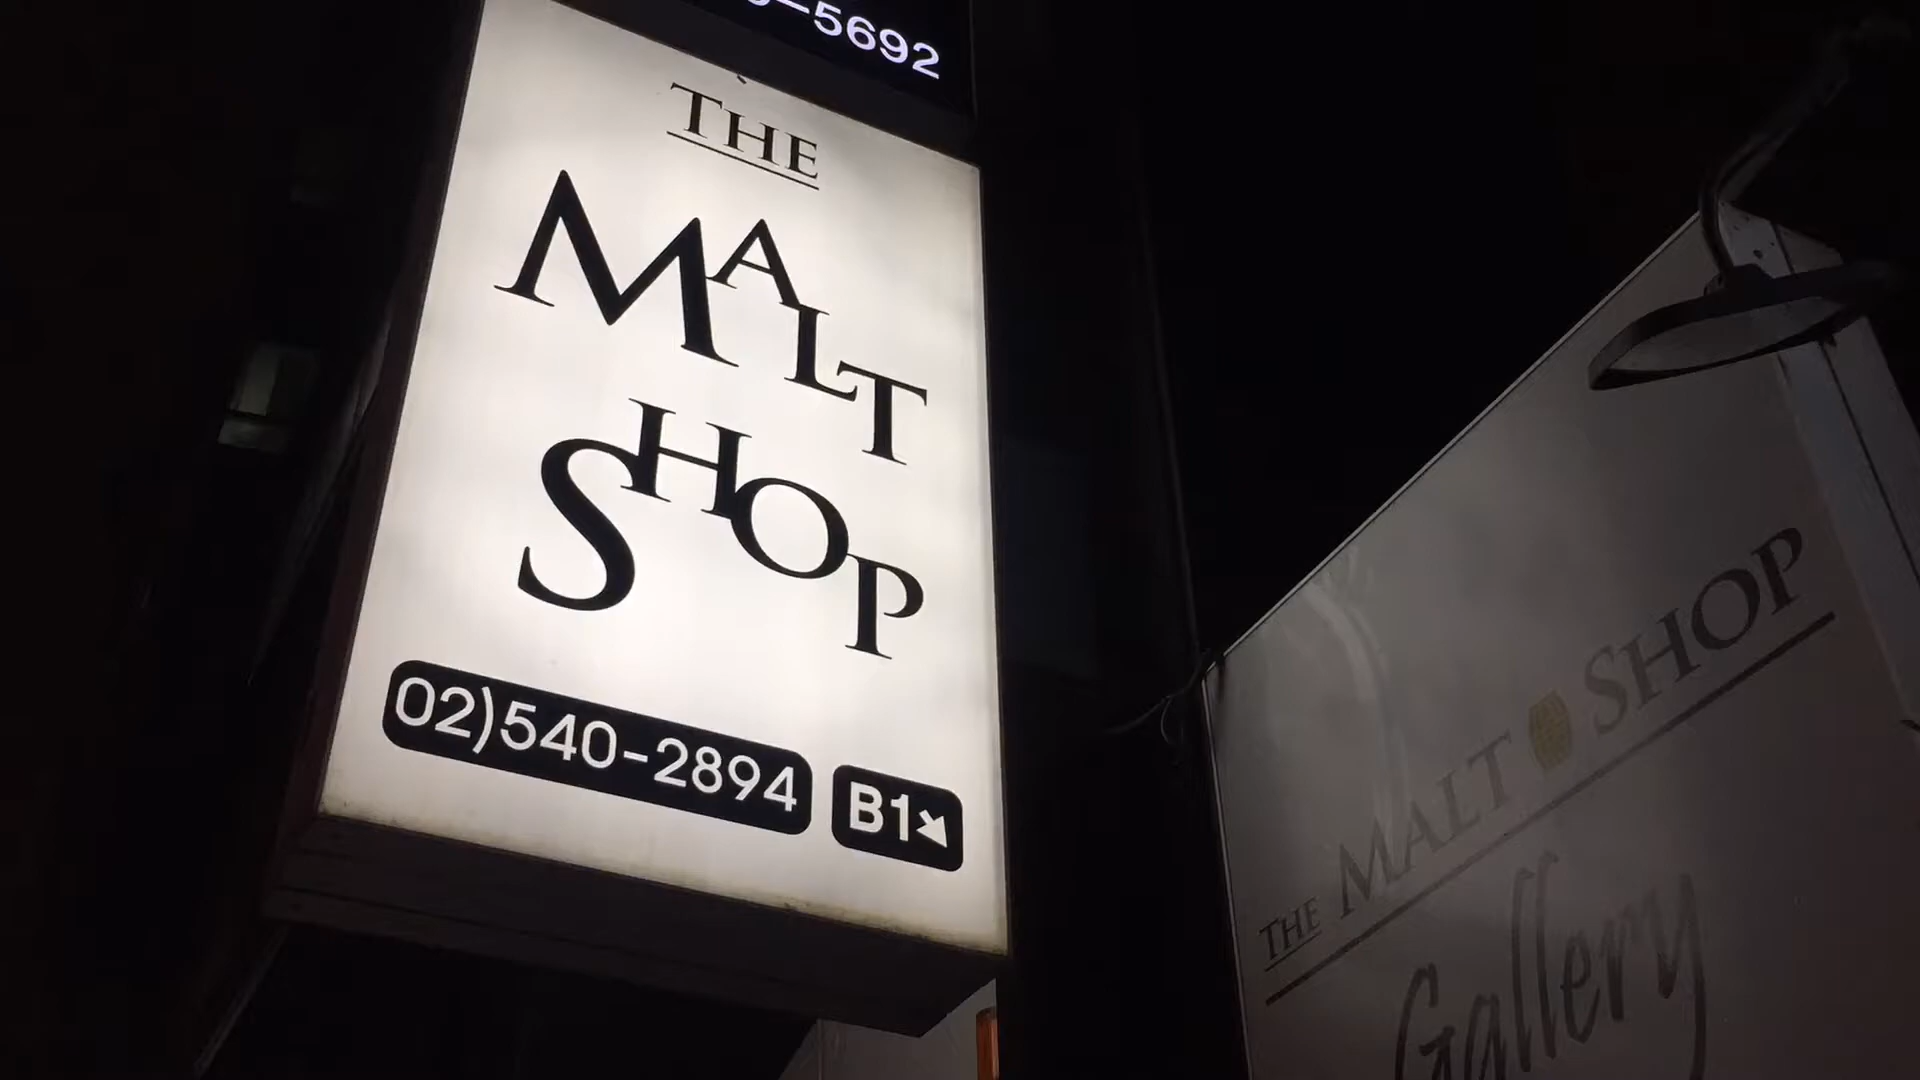 -5692
THE
MALT
SHOP
02)540-2894
B1↘
THE MALT SHOP
Gallery